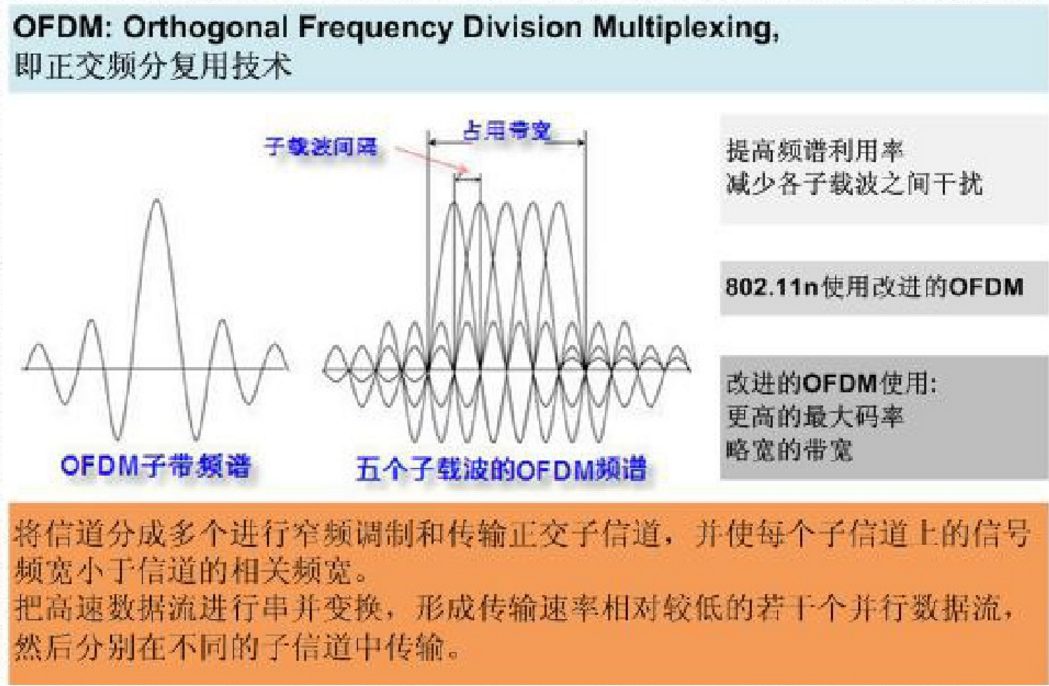 OFDM: Orthogonal Frequency Division Multiplexing,
即正交频分复用技术
子载波间隔
占用带宽
OFDM子带频谱
五个子载波的OFDM频谱
提高频谱利用率
减少各子载波之间干扰
802.11n使用改进的OFDM
改进的OFDM使用:
更高的最大码率
略宽的带宽
将信道分成多个进行窄频调制和传输正交子信道，并使每个子信道上的信号
频宽小于信道的相关频宽。
把高速数据流进行串并变换，形成传输速率相对较低的若干个并行数据流，
然后分别在不同的子信道中传输。